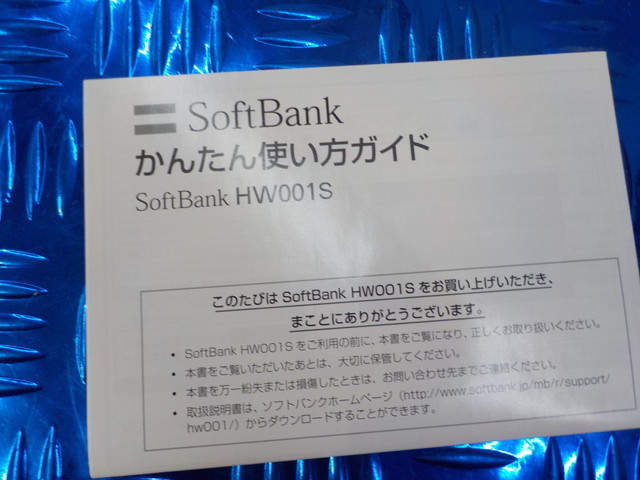 SoftBank
かんたん使い方ガイド
SoftBank HW001S
このたびは SoftBank HW001S をお買い上げいただき、
まことにありがとうございます。
• SoftBank HW001S をご利用の前に、本書をご覧になり、正しくお取り扱いください。
• 本書をご覧いただいたあとは、大切に保管してください。
• 本書を万一紛失または損傷したときは、お問い合わせ先までご連絡ください。
• 取扱説明書は、ソフトバンクホームページ（http://www.softbank.jp/mb/r/support/
hw001/）からダウンロードすることができます。